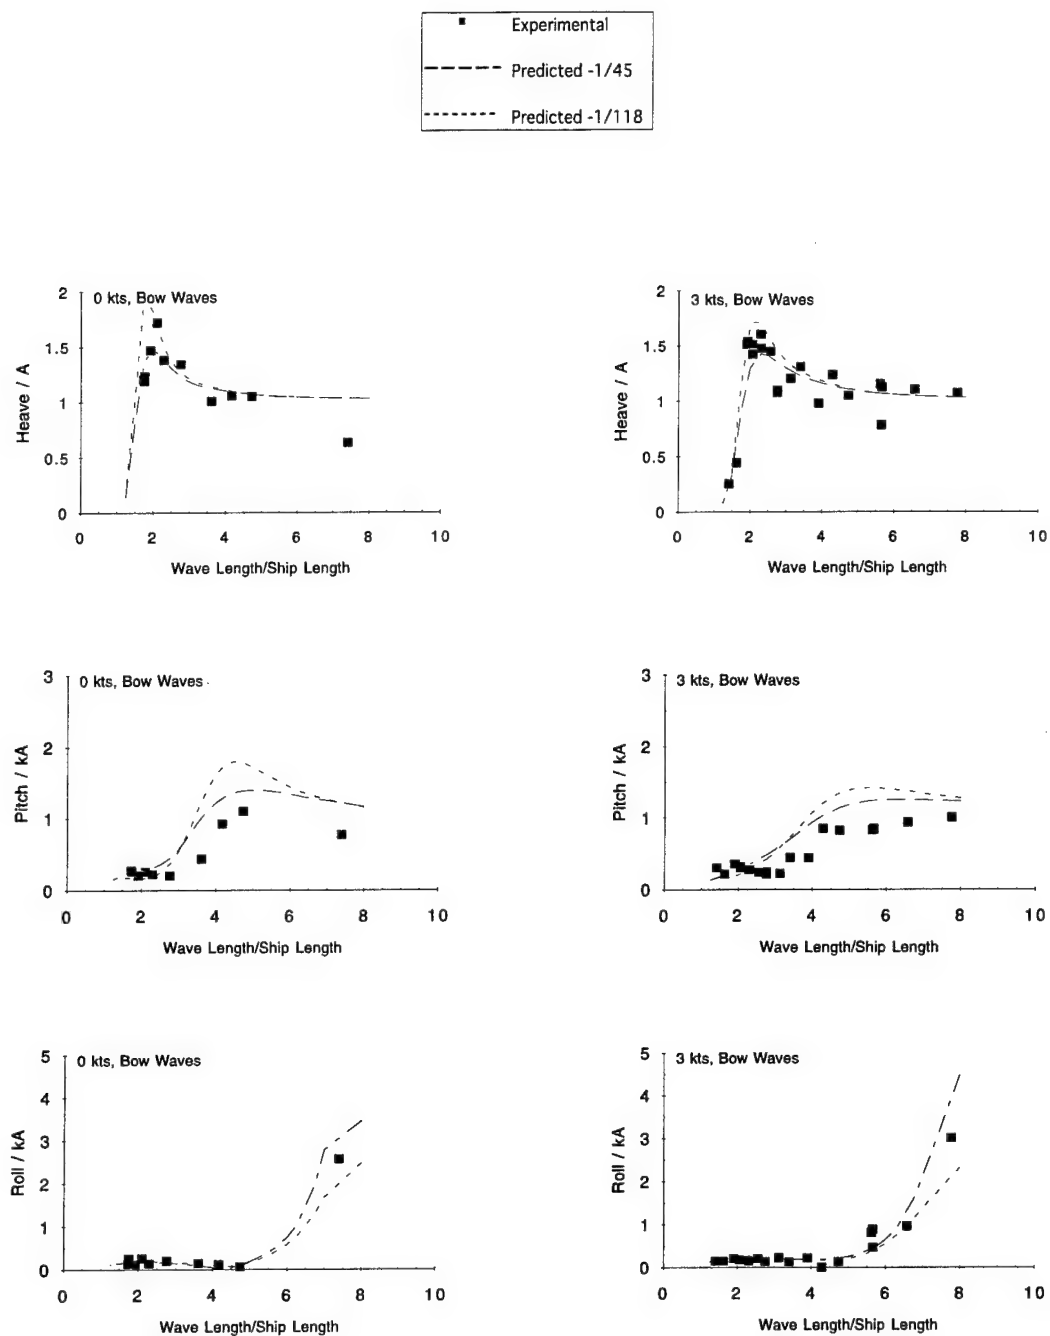 Experimental
Predicted -1/45
Predicted -1/118
0 kts, Bow Waves
2
1.5
1
0.5
0
Heave / A
0 2 4 6 8 10
Wave Length/Ship Length
3 kts, Bow Waves
2
1.5
1
0.5
0
Heave / A
0 2 4 6 8 10
Wave Length/Ship Length
0 kts, Bow Waves
3
2
1
0
Pitch / kA
0 2 4 6 8 10
Wave Length/Ship Length
3 kts, Bow Waves
3
2
1
0
Pitch / kA
0 2 4 6 8 10
Wave Length/Ship Length
0 kts, Bow Waves
5
4
3
2
1
0
Roll / kA
0 2 4 6 8 10
Wave Length/Ship Length
3 kts, Bow Waves
5
4
3
2
1
0
Roll / kA
0 2 4 6 8 10
Wave Length/Ship Length